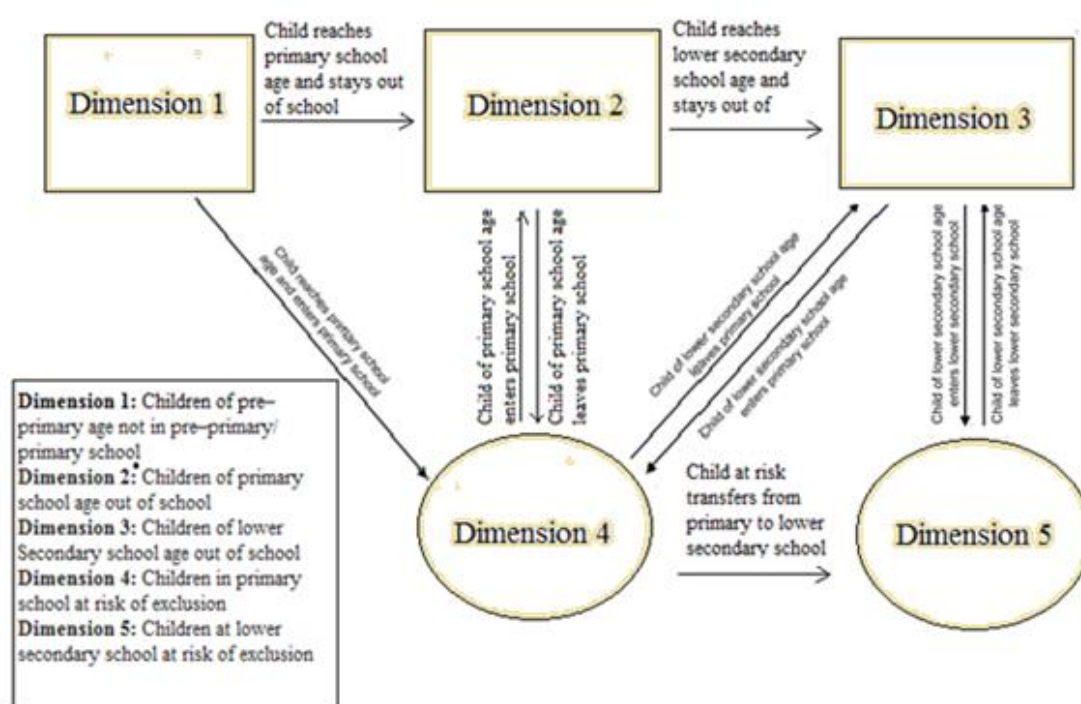 Dimension 1
Child reaches
primary school
age and stays out
of school
Dimension 2
Child reaches
lower secondary
school age and
stays out of
Dimension 3
Child reaches primary school
age and enters primary school
Child of primary school age
enters primary school
Child of primary school age
leaves primary school
Child of lower secondary school age
leaves primary school
Child of lower secondary school age
enters primary school
Child of lower secondary school age
enters lower secondary school
Child of lower secondary school age
leaves lower secondary school
Dimension 1: Children of pre–
primary age not in pre–primary/
primary school
Dimension 2: Children of primary
school age out of school
Dimension 3: Children of lower
Secondary school age out of school
Dimension 4: Children in primary
school at risk of exclusion
Dimension 5: Children at lower
secondary school at risk of exclusion
Dimension 4
Child at risk
transfers from
primary to lower
secondary school
Dimension 5